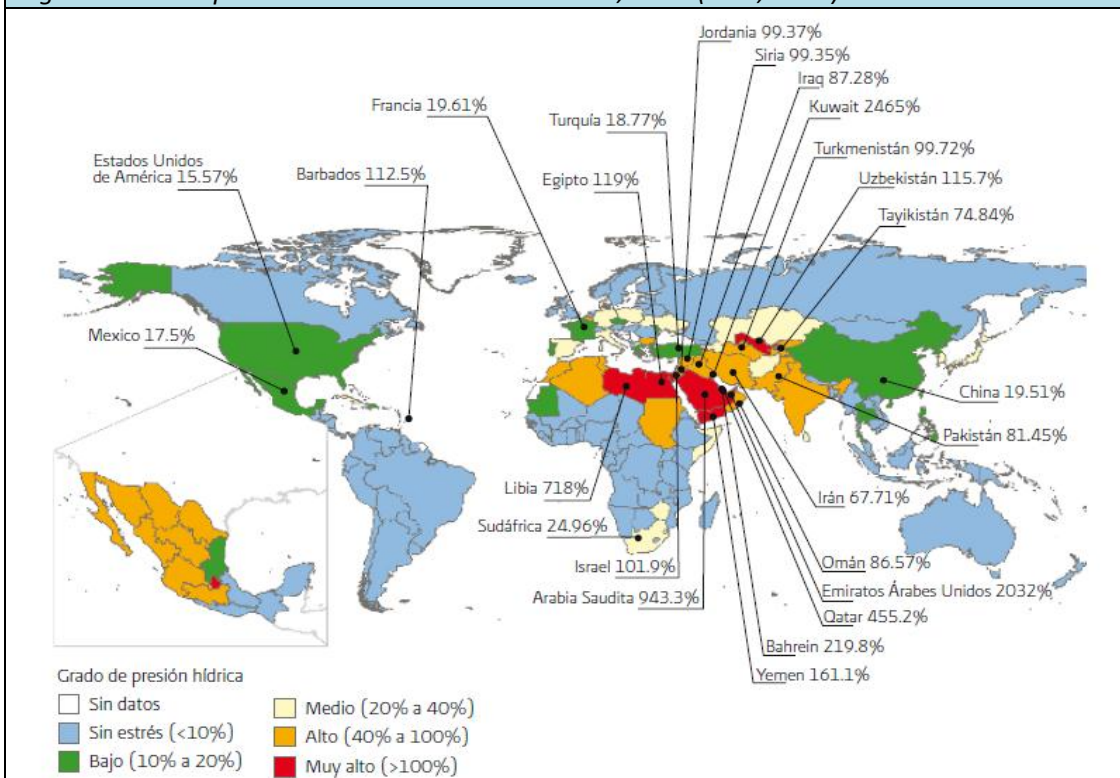 Jordania 99.37%
Siria 99.35%
Iraq 87.28%
Kuwait 2465%
Francia 19.61%
Turquía 18.77%
Turkmenistán 99.72%
Estados Unidos
de América 15.57%
Barbados 112.5%
Egipto 119%
Uzbekistán 115.7%
Tayikistán 74.84%
Mexico 17.5%
China 19.51%
Pakistán 81.45%
Libia 718%
Irán 67.71%
Sudáfrica 24.96%
Israel 101.9%
Omán 86.57%
Arabia Saudita 943.3%
Emiratos Árabes Unidos 2032%
Qatar 455.2%
Bahrein 219.8%
Yemen 161.1%
Grado de presión hídrica
Sin datos
Sin estrés (<10%)
Bajo (10% a 20%)
Medio (20% a 40%)
Alto (40% a 100%)
Muy alto (>100%)